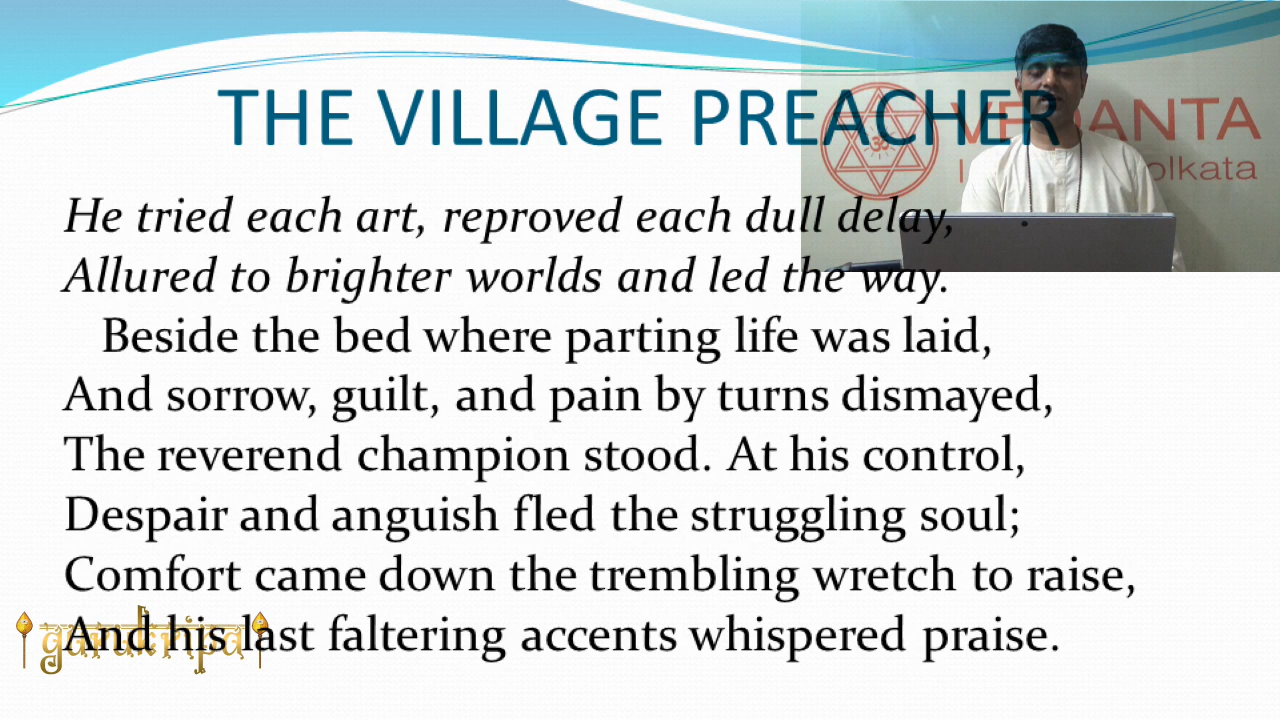 THE VILLAGE PREACHER
VEDANTA
olkata
He tried each art, reproved each dull delay,
Allured to brighter worlds and led the way.
Beside the bed where parting life was laid,
And sorrow, guilt, and pain by turns dismayed,
The reverend champion stood. At his control,
Despair and anguish fled the struggling soul;
Comfort came down the trembling wretch to raise,
And his last faltering accents whispered praise.
gurukripa